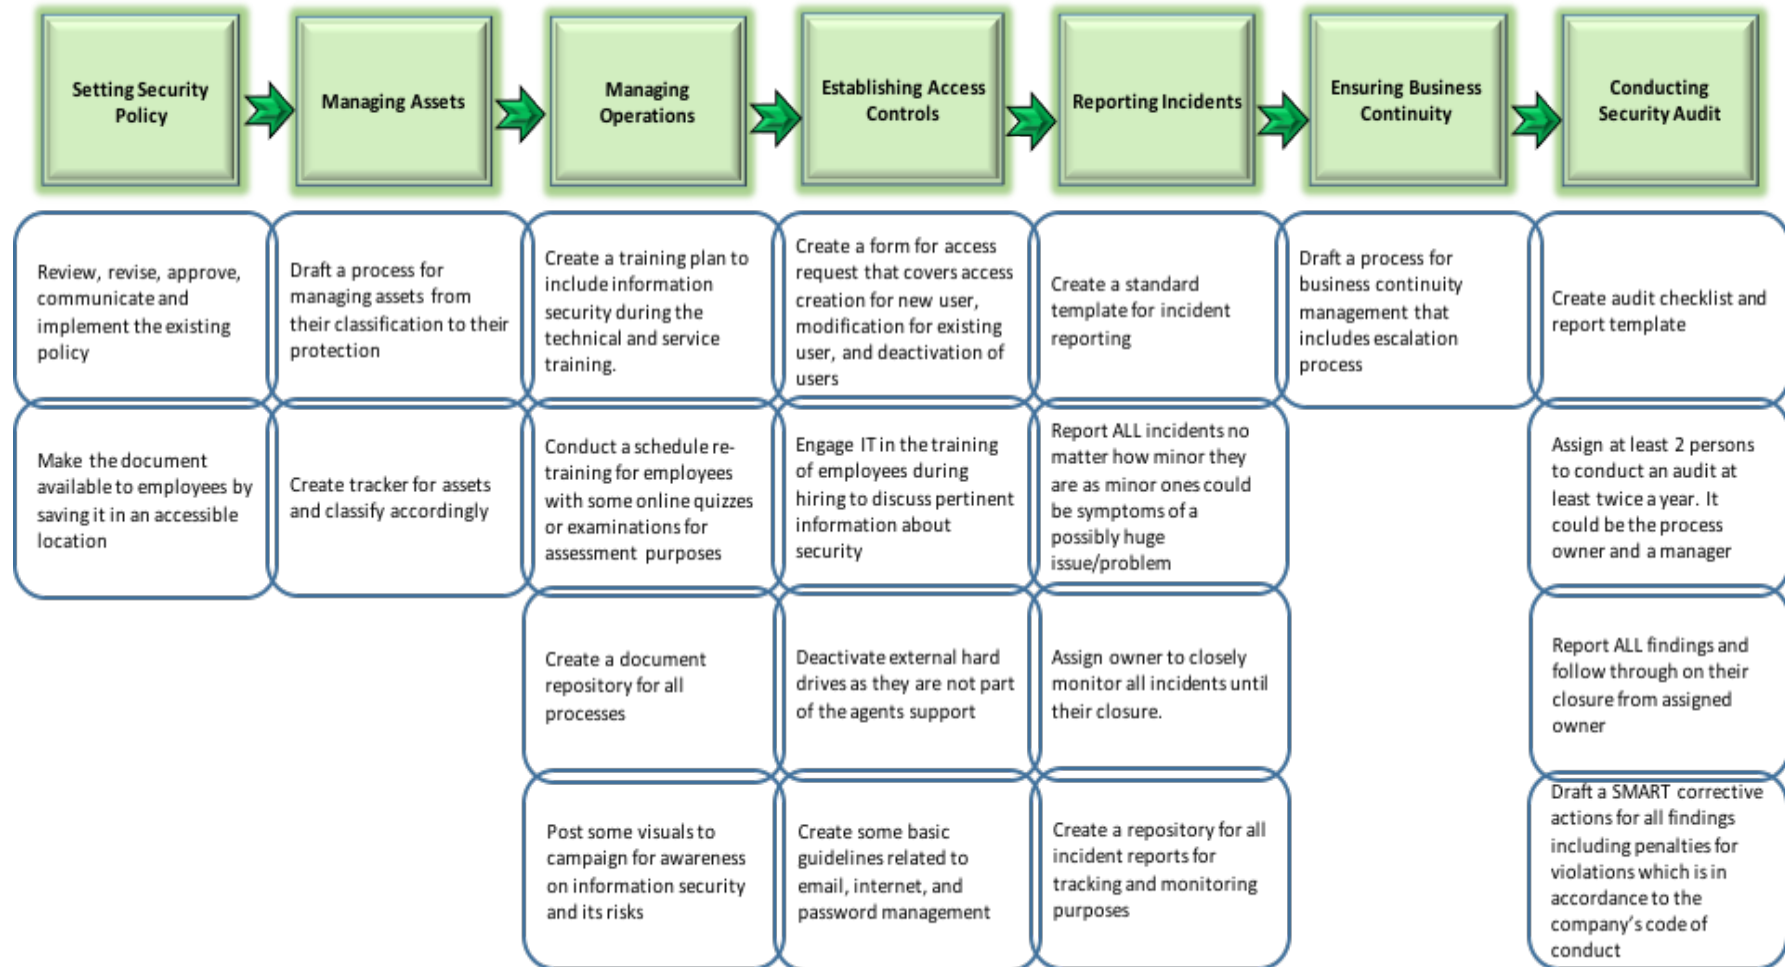 Setting Security
Policy
Managing Assets
Managing
Operations
Establishing Access
Controls
Reporting Incidents
Ensuring Business
Continuity
Conducting
Security Audit
Review, revise, approve,
communicate and
implement the existing
policy
Draft a process for
managing assets from
their classification to their
protection
Create a training plan to
include information
security during the
technical and service
training.
Create a form for access
request that covers access
creation for new user,
modification for existing
user, and deactivation of
users
Create a standard
template for incident
reporting
Draft a process for
business continuity
management that
includes escalation
process
Create audit checklist and
report template
Make the document
available to employees by
saving it in an accessible
location
Create tracker for assets
and classify accordingly
Conduct a schedule re-
training for employees
with some online quizzes
or examinations for
assessment purposes
Engage IT in the training
of employees during
hiring to discuss pertinent
information about
security
Report ALL incidents no
matter how minor they
are as minor ones could
be symptoms of a
possibly huge
issue/problem
Assign at least 2 persons
to conduct an audit at
least twice a year. It
could be the process
owner and a manager
Create a document
repository for all
processes
Deactivate external hard
drives as they are not part
of the agents support
Assign owner to closely
monitor all incidents until
their closure.
Report ALL findings and
follow through on their
closure from assigned
owner
Post some visuals to
campaign for awareness
on information security
and its risks
Create some basic
guidelines related to
email, internet, and
password management
Create a repository for all
incident reports for
tracking and monitoring
purposes
Draft a SMART corrective
actions for all findings
including penalties for
violations which is in
accordance to the
company's code of
conduct